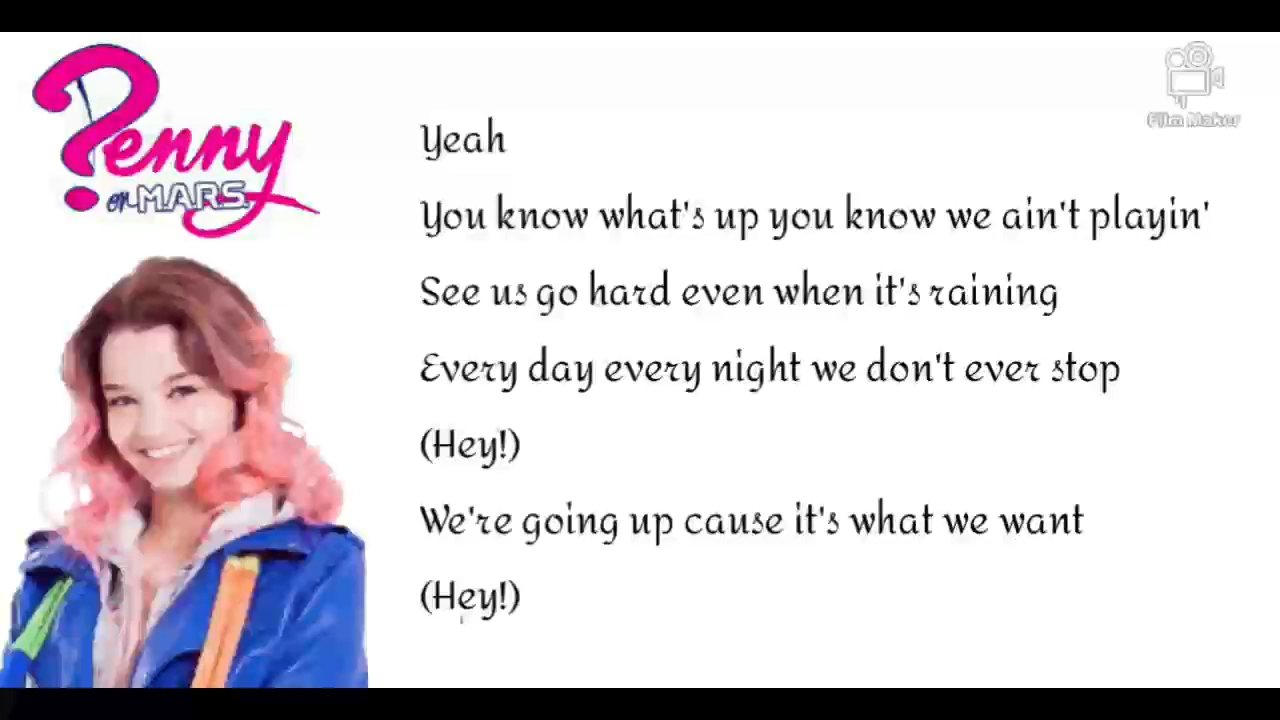 Penny
on M.A.R.S.
Film Maker
Yeah
You know what's up you know we ain't playin'
See us go hard even when it's raining
Every day every night we don't ever stop
(Hey!)
We're going up cause it's what we want
(Hey!)